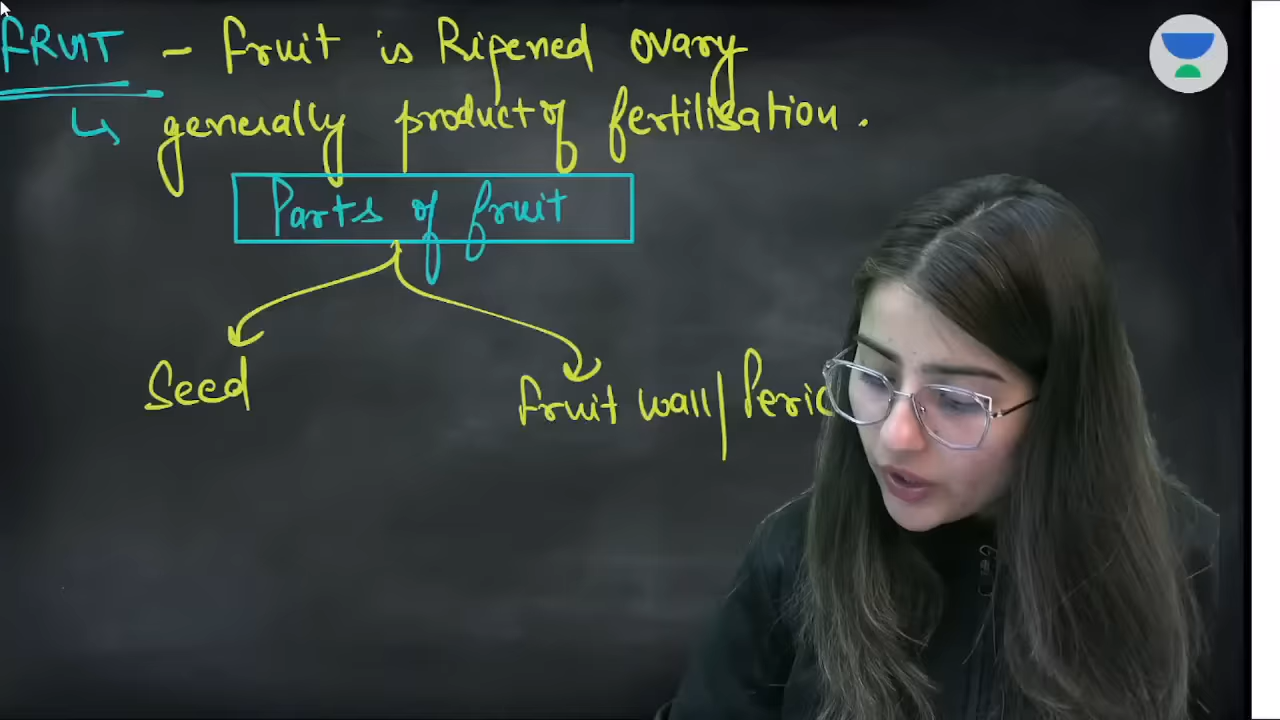 FRUIT - Fruit is Ripened ovary
↳ generally product of fertilisation.
Parts of fruit
Seed
Fruit wall/